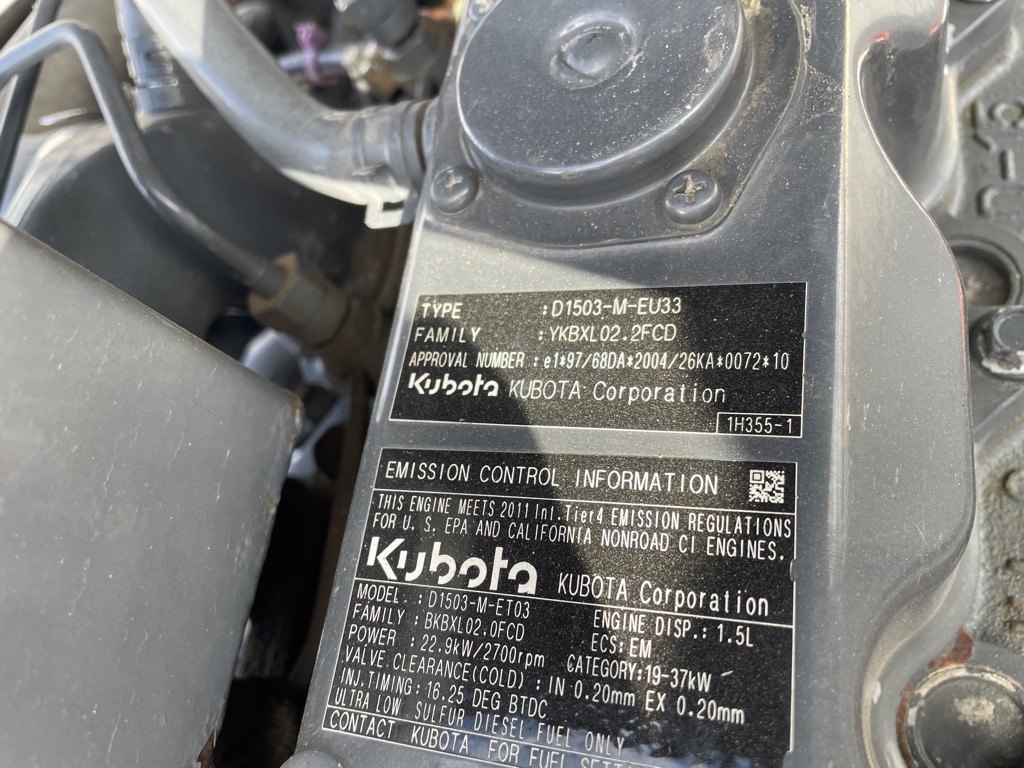 TYPE :D1503-M-EU33
FAMILY :YKBXL02.2FCD
APPROVAL NUMBER :e1*97/68DA*2004/26KA*0072*10
Kubota KUBOTA Corporation
1H355-1
EMISSION CONTROL INFORMATION
THIS ENGINE MEETS 2011 Int.Tier4 EMISSION REGULATIONS
FOR U.S. EPA AND CALIFORNIA NONROAD CI ENGINES.
Kubota KUBOTA Corporation
MODEL. : D1503-M-ET03 ENGINE DISP.: 1.5L
FAMILY: BKBXL02.0FCD ECS: EM
POWER : 22.9kW/2700rpm CATEGORY:19-37kW
VALVE.CLEARANCE(COLD) : IN 0.20mm EX 0.20mm
INJ.TIMING: 16.25 DEG BTDC
ULTRA LOW SULFUR DIESEL FUEL ONLY
CONTACT KUBOTA FOR FUEL